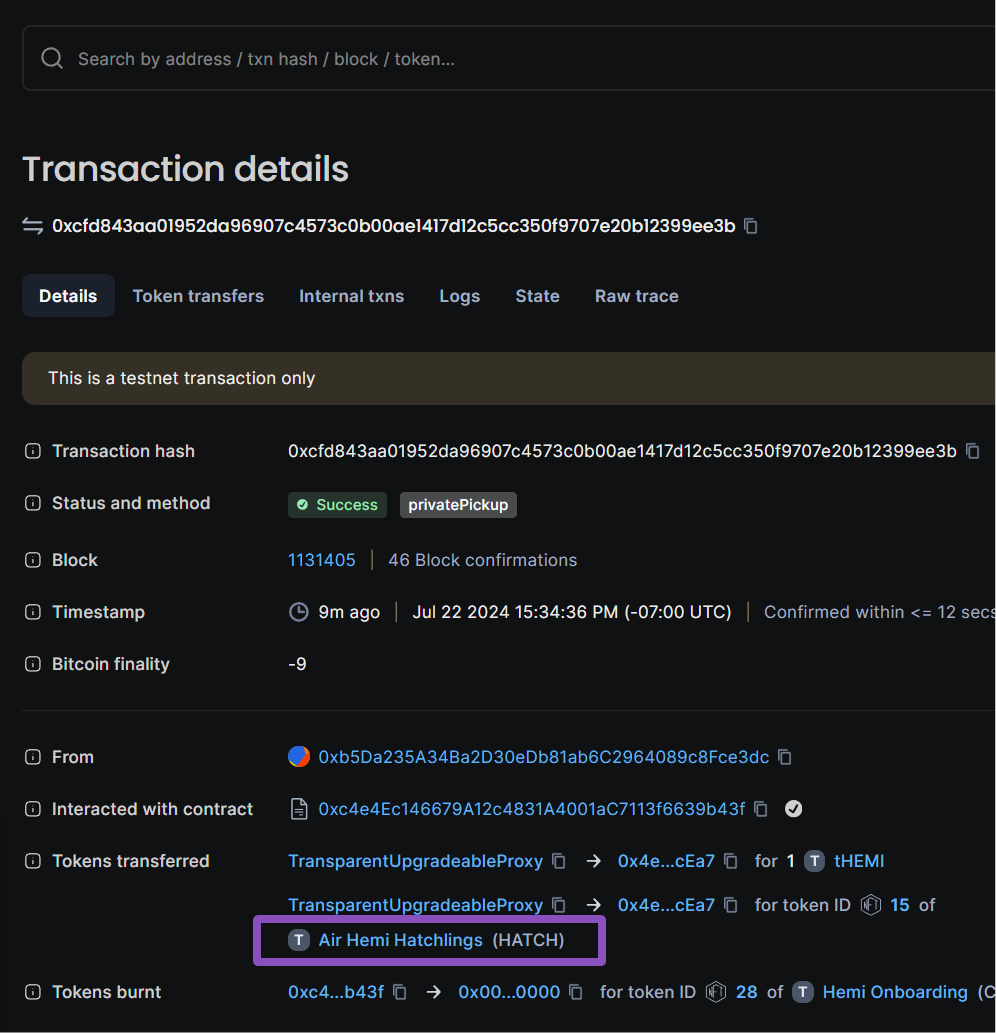 Search by address / txn hash / block / token...
Transaction details
0xcfd843aa01952da96907c4573c0b00ae1417d12c5cc350f9707e20b12399ee3b
Details Token transfers Internal txns Logs State Raw trace
This is a testnet transaction only
Transaction hash 0xcfd843aa01952da96907c4573c0b00ae1417d12c5cc350f9707e20b12399ee3b
Status and method Success privatePickup
Block 1131405 | 46 Block confirmations
Timestamp 9m ago | Jul 22 2024 15:34:36 PM (-07:00 UTC) | Confirmed within <= 12 secs
Bitcoin finality -9
From 0xb5Da235A34Ba2D30eDb81ab6C2964089c8Fce3dc
Interacted with contract 0xc4e4Ec146679A12c4831A4001aC7113f6639b43f
Tokens transferred TransparentUpgradeableProxy → 0x4e...cEa7 for 1 T tHEMI
TransparentUpgradeableProxy → 0x4e...cEa7 for token ID NFT 15 of
T Air Hemi Hatchlings (HATCH)
Tokens burnt 0xc4...b43f → 0x00...0000 for token ID NFT 28 of T Hemi Onboarding (C